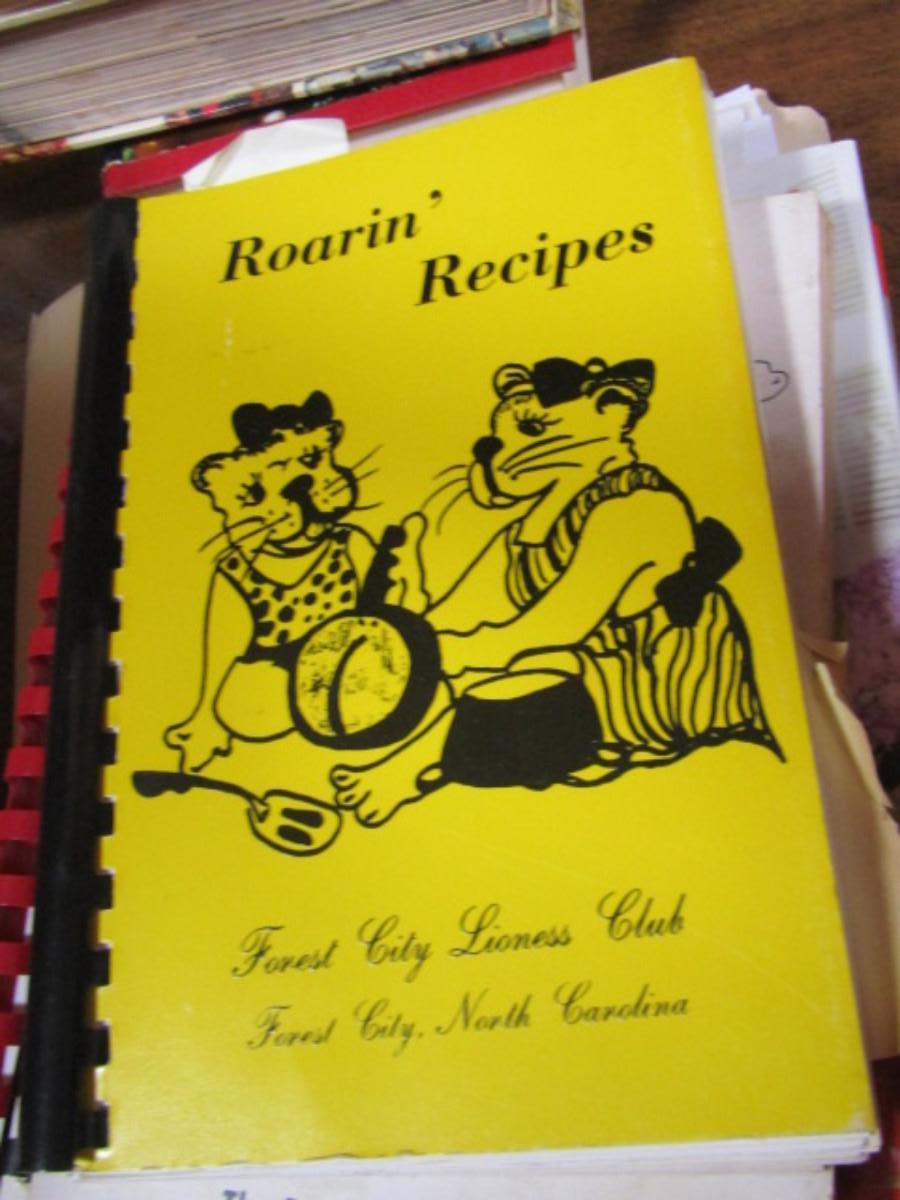 Roarin'
Recipes
Forest City Lioness Club
Forest City, North Carolina